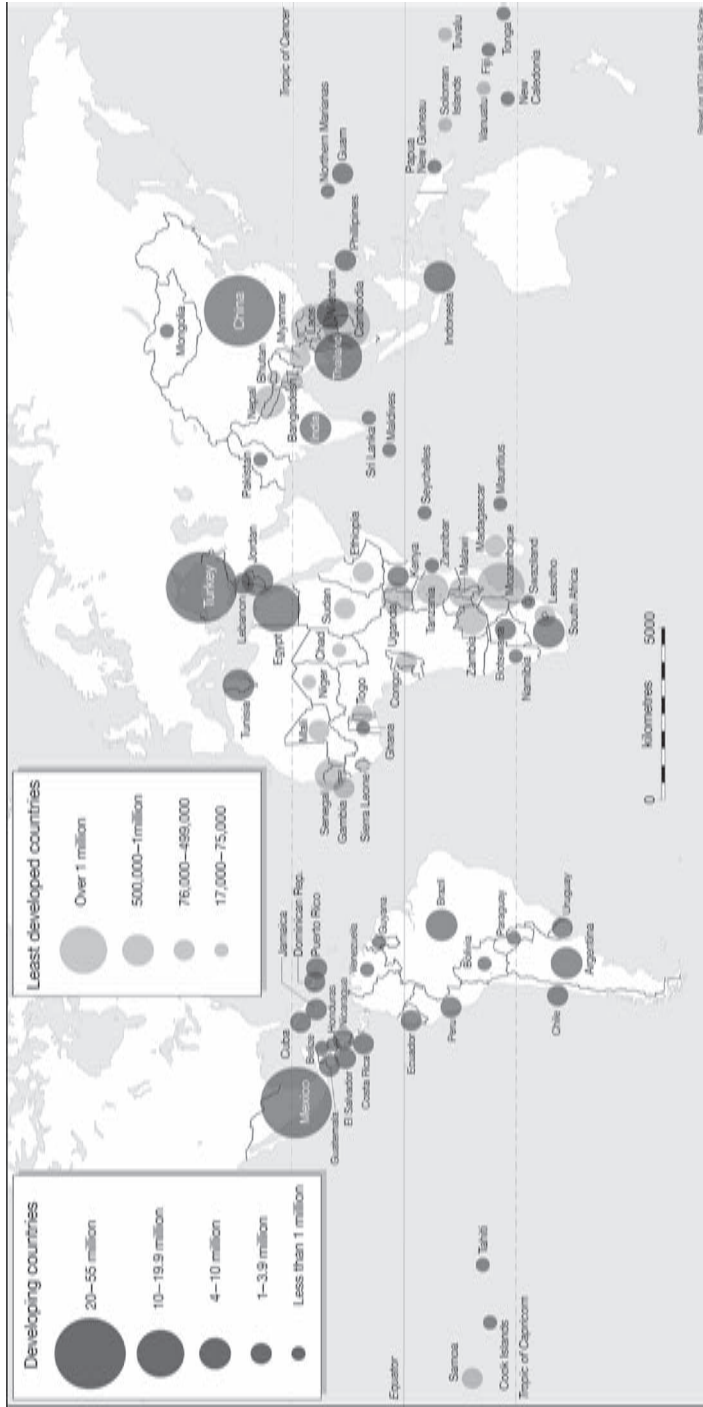 Developing countries
20–55 million
10–19.9 million
4–10 million
1–3.9 million
Less than 1 million
Least developed countries
Over 1 million
500,000–1million
76,000–499,000
17,000–75,000
Mexico
Cuba
Jamaica
Dominican Rep.
Puerto Rico
Belize
Honduras
Nicaragua
Guatemala
El Salvador
Costa Rica
Venezuela
Guyana
Ecuador
Peru
Brazil
Bolivia
Paraguay
Uruguay
Argentina
Chile
Samoa
Cook Islands
Tahiti
Equator
Tropic of Capricorn
Tropic of Cancer
Turkey
Lebanon
Jordan
Egypt
Tunisia
Mali
Niger
Chad
Sudan
Ethiopia
Senegal
Gambia
Sierra Leone
Ghana
Togo
Congo
Uganda
Kenya
Tanzania
Zanzibar
Seychelles
Malawi
Madagascar
Mauritius
Mozambique
Zambia
Botswana
Namibia
Swaziland
Lesotho
South Africa
Mongolia
China
Pakistan
Nepal
Bhutan
Myanmar
India
Laos
Vietnam
Thailand
Cambodia
Sri Lanka
Maldives
Phillipines
Northern Marianas
Guam
Indonesia
Papua
New Guineau
Soloman
Islands
Tuvalu
Vanuatu
Fiji
Tonga
New
Caledonia
0
kilometres
5000